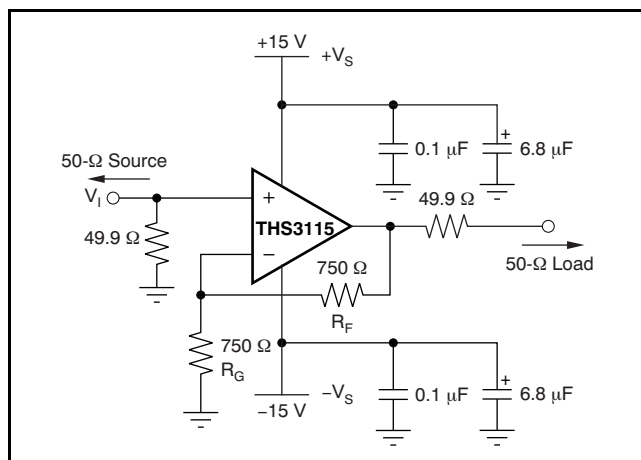 +15 V
+V_S
0.1 µF
6.8 µF
+
50-Ω Source
V_I
49.9 Ω
+
THS3115
−
49.9 Ω
50-Ω Load
750 Ω
R_F
750 Ω
R_G
−15 V
−V_S
0.1 µF
6.8 µF
+